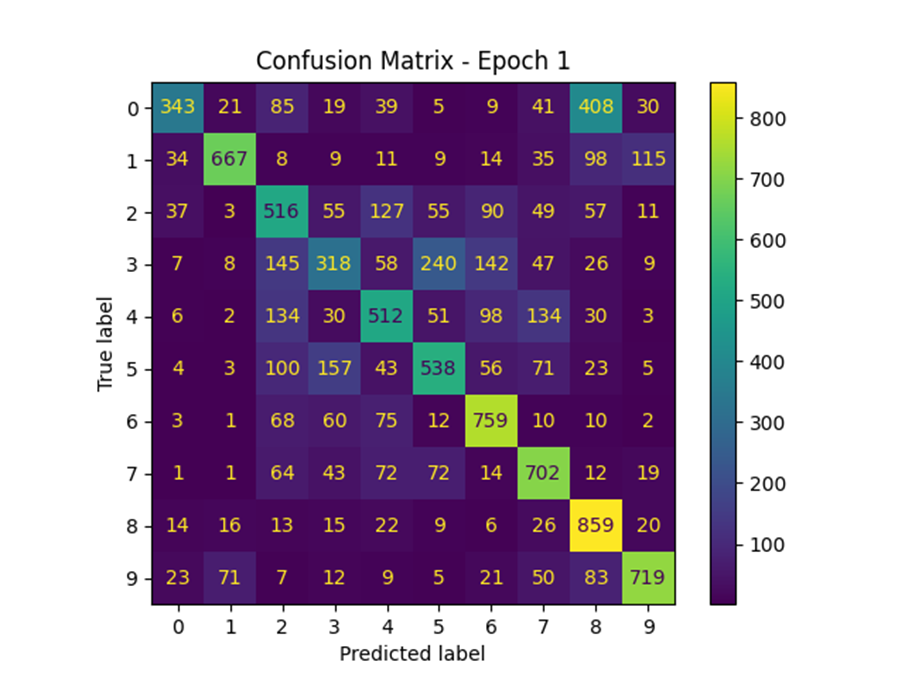 Confusion Matrix - Epoch 1
True label
0 343 21 85 19 39 5 9 41 408 30
1 34 667 8 9 11 9 14 35 98 115
2 37 3 516 55 127 55 90 49 57 11
3 7 8 145 318 58 240 142 47 26 9
4 6 2 134 30 512 51 98 134 30 3
5 4 3 100 157 43 538 56 71 23 5
6 3 1 68 60 75 12 759 10 10 2
7 1 1 64 43 72 72 14 702 12 19
8 14 16 13 15 22 9 6 26 859 20
9 23 71 7 12 9 5 21 50 83 719
0 1 2 3 4 5 6 7 8 9
Predicted label
800
700
600
500
400
300
200
100